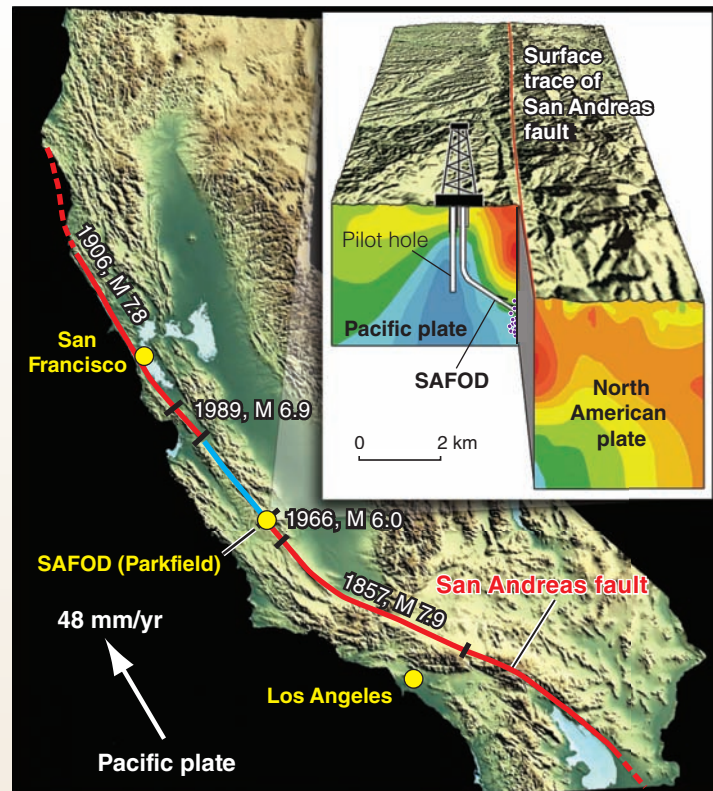 Surface
trace of
San Andreas
fault
Pilot hole
Pacific plate
SAFOD
North
American
plate
0 2 km
1906, M 7.8
San
Francisco
1989, M 6.9
1966, M 6.0
SAFOD (Parkfield)
1857, M 7.9
San Andreas fault
48 mm/yr
Los Angeles
Pacific plate